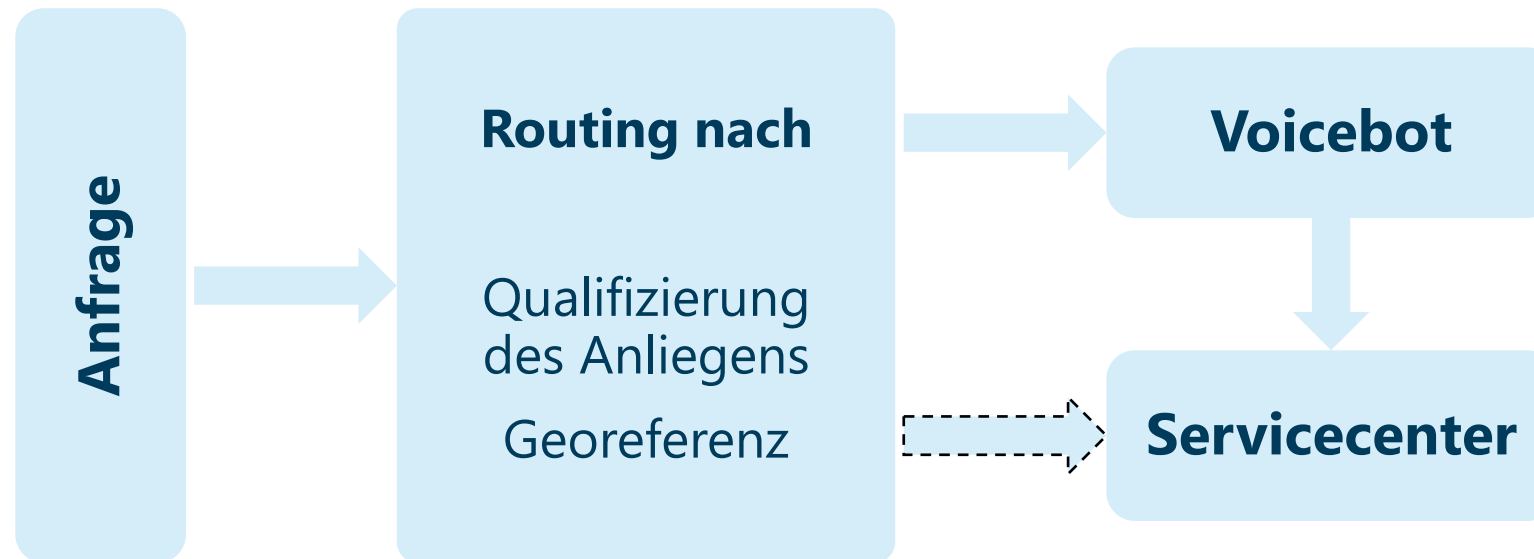 Anfrage
Routing nach
Qualifizierung
des Anliegens
Georeferenz
Voicebot
Servicecenter